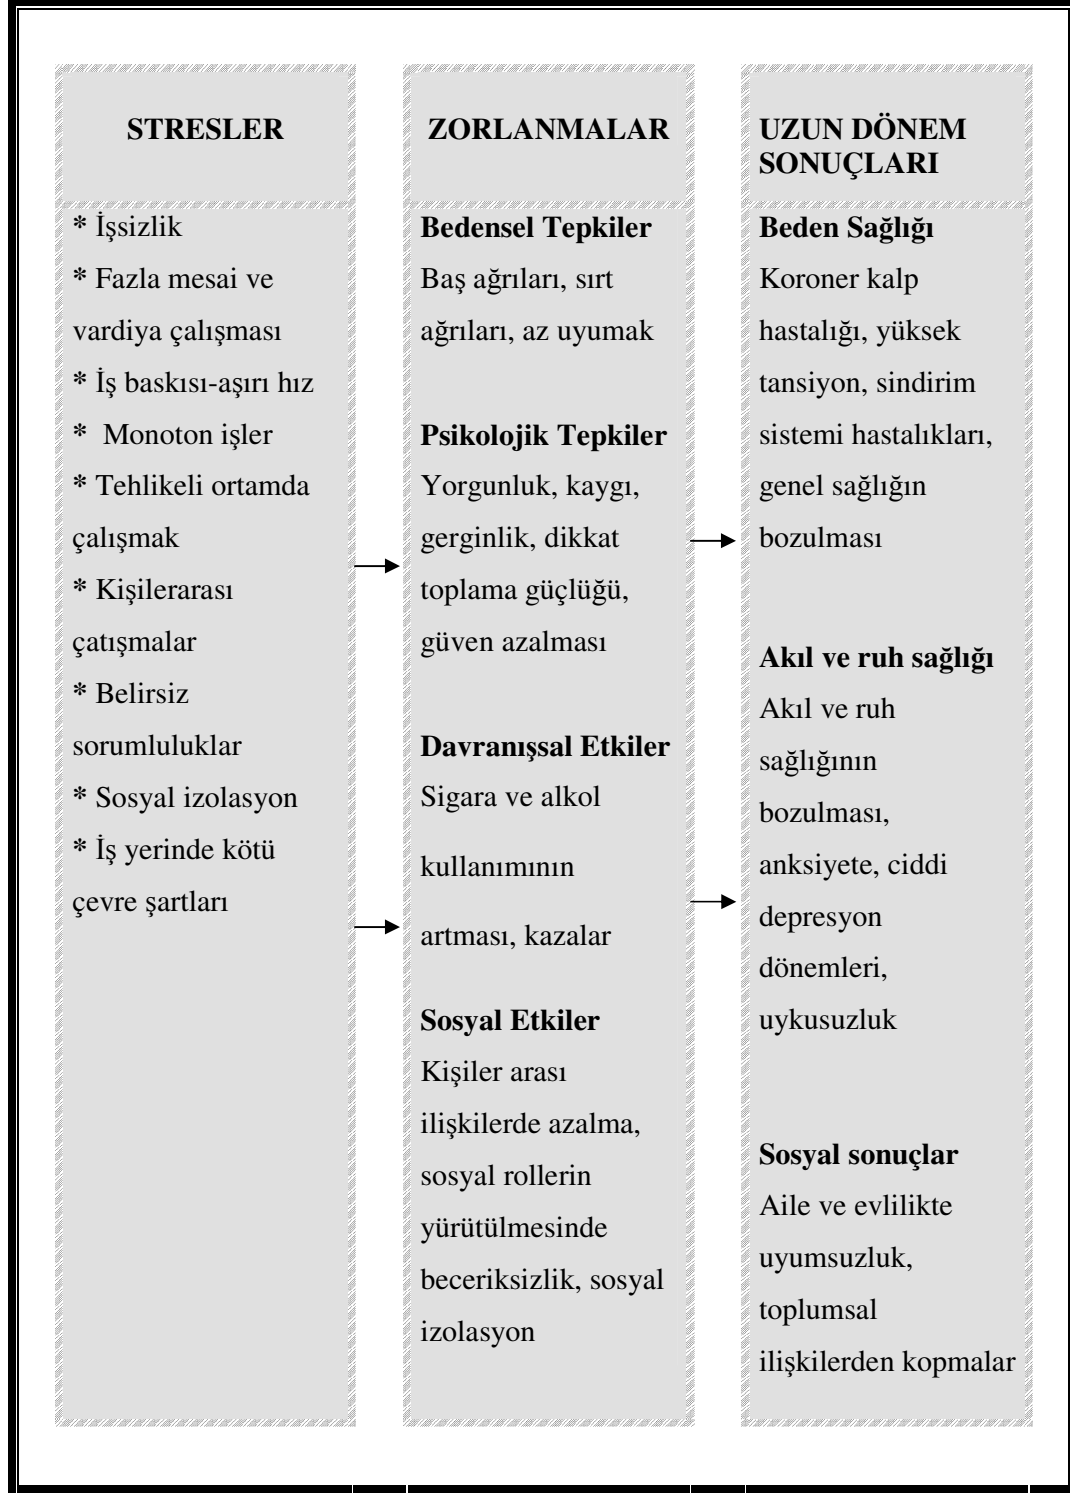 STRESLER
* İşsizlik
* Fazla mesai ve
vardiya çalışması
* İş baskısı-aşırı hız
* Monoton işler
* Tehlikeli ortamda
çalışmak
* Kişilerarası
çatışmalar
* Belirsiz
sorumluluklar
* Sosyal izolasyon
* İş yerinde kötü
çevre şartları
ZORLANMALAR
Bedensel Tepkiler
Baş ağrıları, sırt
ağrıları, az uyumak
Psikolojik Tepkiler
Yorgunluk, kaygı,
gerginlik, dikkat
toplama güçlüğü,
güven azalması
Davranışsal Etkiler
Sigara ve alkol
kullanımının
artması, kazalar
Sosyal Etkiler
Kişiler arası
ilişkilerde azalma,
sosyal rollerin
yürütülmesinde
beceriksizlik, sosyal
izolasyon
UZUN DÖNEM
SONUÇLARI
Beden Sağlığı
Koroner kalp
hastalığı, yüksek
tansiyon, sindirim
sistemi hastalıkları,
genel sağlığın
bozulması
Akıl ve ruh sağlığı
Akıl ve ruh
sağlığının
bozulması,
anksiyete, ciddi
depresyon
dönemleri,
uykusuzluk
Sosyal sonuçlar
Aile ve evlilikte
uyumsuzluk,
toplumsal
ilişkilerden kopmalar